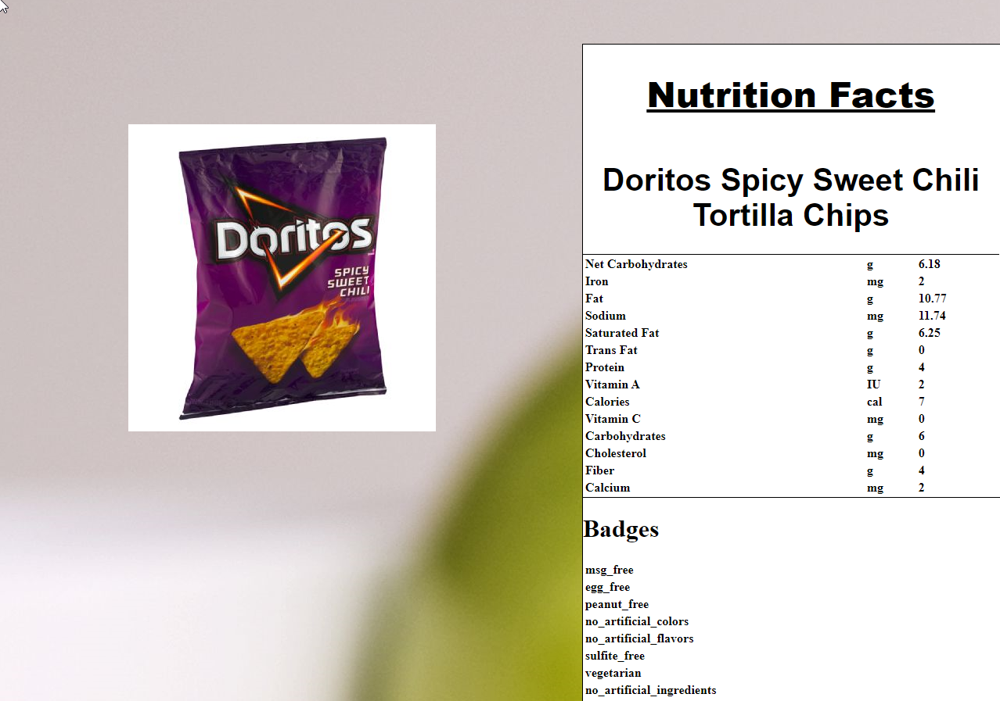 Doritos
SPICY
SWEET
CHILI
Nutrition Facts
Doritos Spicy Sweet Chili
Tortilla Chips
Net Carbohydrates g 6.18
Iron mg 2
Fat g 10.77
Sodium mg 11.74
Saturated Fat g 6.25
Trans Fat g 0
Protein g 4
Vitamin A IU 2
Calories cal 7
Vitamin C mg 0
Carbohydrates g 6
Cholesterol mg 0
Fiber g 4
Calcium mg 2
Badges
msg_free
egg_free
peanut_free
no_artificial_colors
no_artificial_flavors
sulfite_free
vegetarian
no_artificial_ingredients